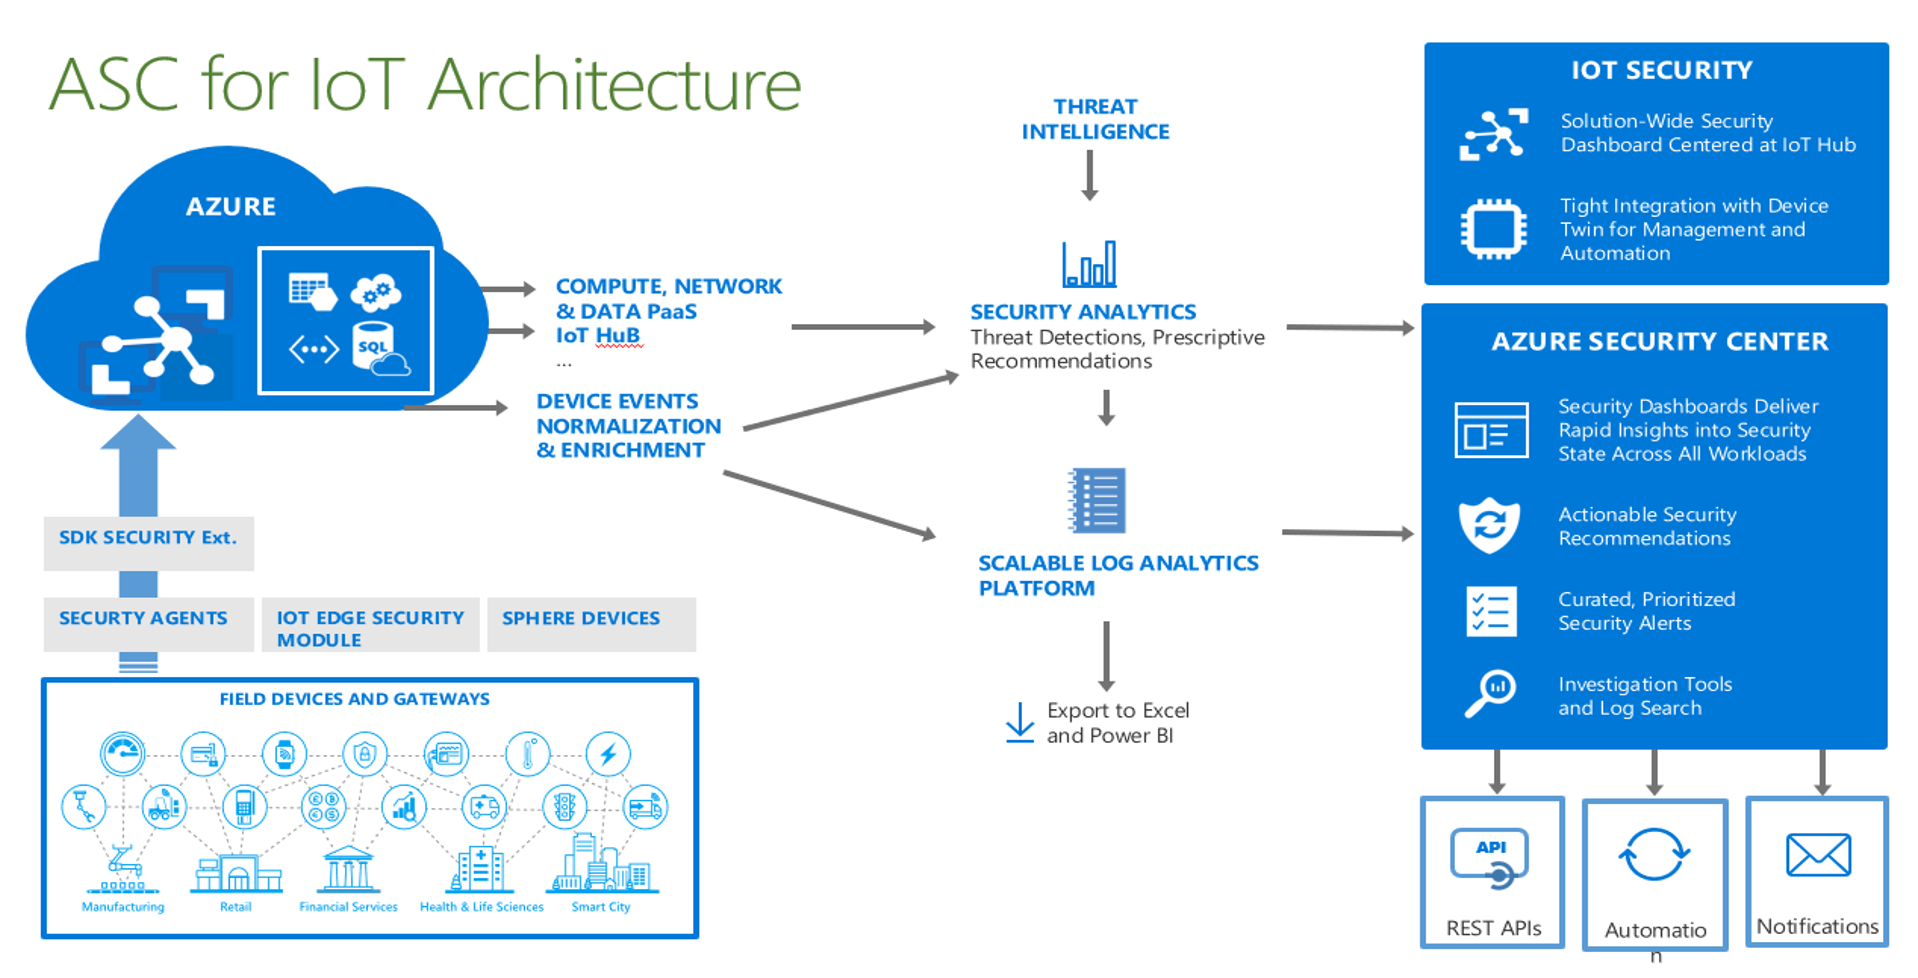 ASC for IoT Architecture
AZURE
SQL
SDK SECURITY Ext.
SECURTY AGENTS
IOT EDGE SECURITY
MODULE
SPHERE DEVICES
FIELD DEVICES AND GATEWAYS
Manufacturing
Retail
Financial Services
Health & Life Sciences
Smart City
COMPUTE, NETWORK
& DATA PaaS
IoT HuB
...
DEVICE EVENTS
NORMALIZATION
& ENRICHMENT
THREAT
INTELLIGENCE
SECURITY ANALYTICS
Threat Detections, Prescriptive
Recommendations
SCALABLE LOG ANALYTICS
PLATFORM
Export to Excel
and Power BI
IOT SECURITY
Solution-Wide Security
Dashboard Centered at IoT Hub
Tight Integration with Device
Twin for Management and
Automation
AZURE SECURITY CENTER
Security Dashboards Deliver
Rapid Insights into Security
State Across All Workloads
Actionable Security
Recommendations
Curated, Prioritized
Security Alerts
Investigation Tools
and Log Search
API
REST APIs
Automatio
n
Notifications